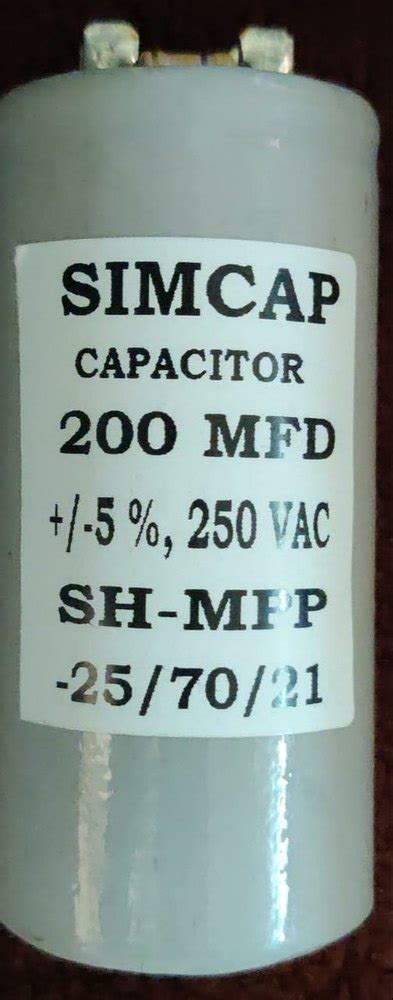 SIMCAP
CAPACITOR
200 MFD
+/-5 %, 250 VAC
SH-MPP
-25/70/21